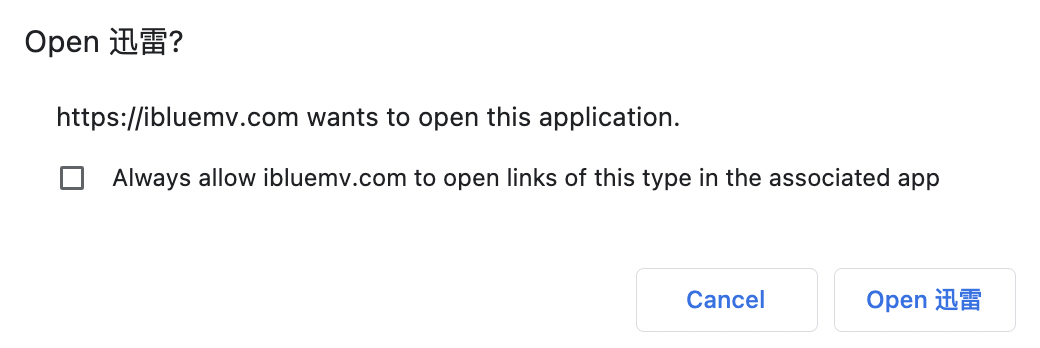 Open 迅雷?
https://ibluemv.com wants to open this application.
Always allow ibluemv.com to open links of this type in the associated app
Cancel
Open 迅雷